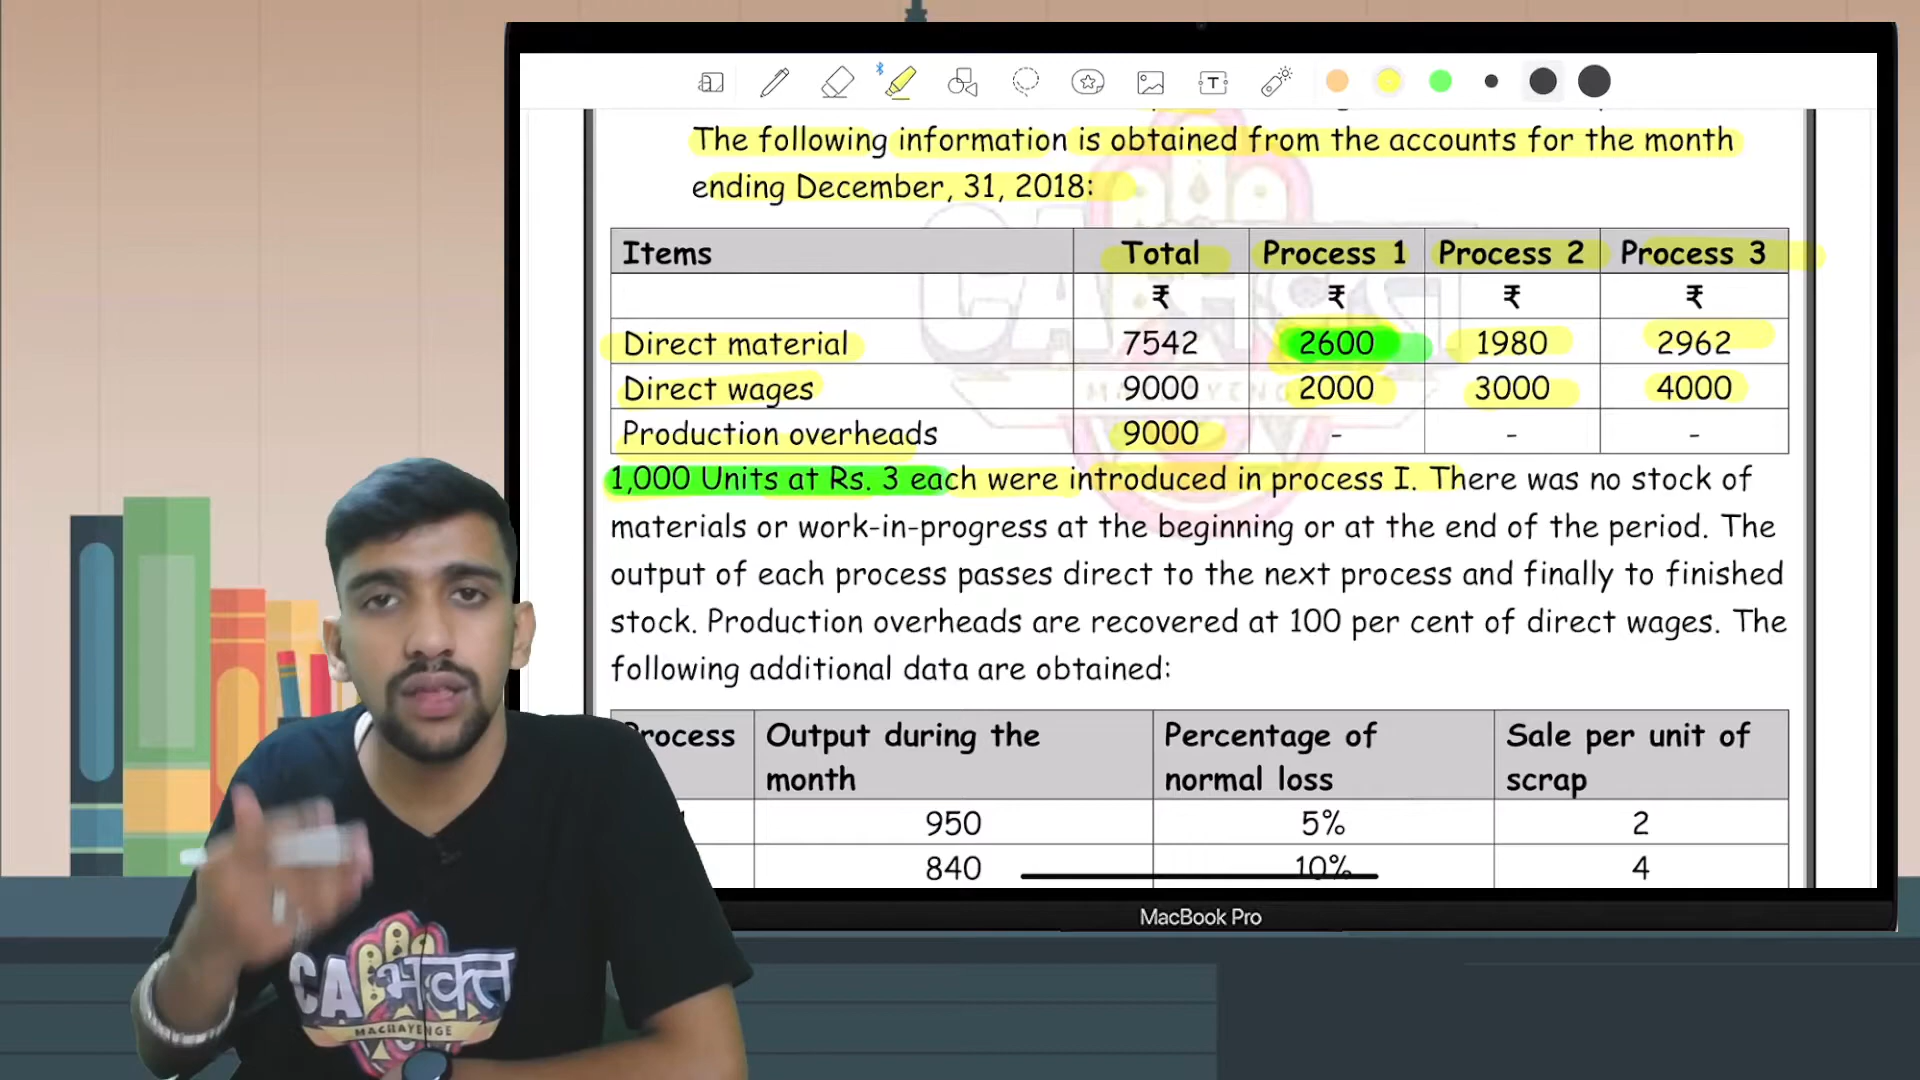 The following information is obtained from the accounts for the month
ending December, 31, 2018:
Items Total Process 1 Process 2 Process 3
₹ ₹ ₹ ₹
Direct material 7542 2600 1980 2962
Direct wages 9000 2000 3000 4000
Production overheads 9000 - - -
1,000 Units at Rs. 3 each were introduced in process I. There was no stock of
materials or work-in-progress at the beginning or at the end of the period. The
output of each process passes direct to the next process and finally to finished
stock. Production overheads are recovered at 100 per cent of direct wages. The
following additional data are obtained:
Process Output during the month Percentage of normal loss Sale per unit of scrap
950 5% 2
840 10% 4
MacBook Pro
CA भक्त
MACHAYENGE